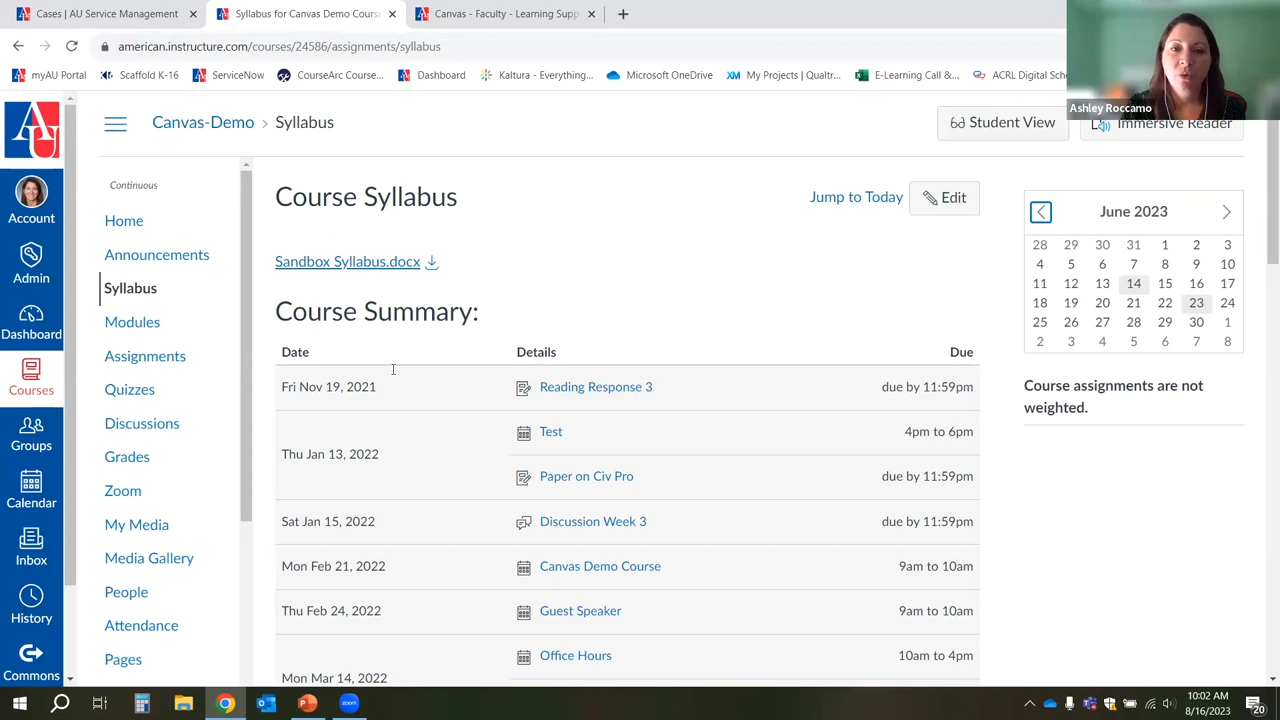 Cases | AU Service Management
Syllabus for Canvas Demo Cours
Canvas - Faculty - Learning Supp
american.instructure.com/courses/24586/assignments/syllabus
myAU Portal
Scaffold K-16
ServiceNow
CourseArc Course...
Dashboard
Kaltura - Everything...
Microsoft OneDrive
My Projects | Qualtr...
E-Learning Call &...
ACRL Digital Sch
Ashley Roccamo
AU
Account
Admin
Dashboard
Courses
Groups
Calendar
Inbox
History
Commons
Canvas-Demo > Syllabus
Student View
Immersive Reader
Continuous
Home
Announcements
Syllabus
Modules
Assignments
Quizzes
Discussions
Grades
Zoom
My Media
Media Gallery
People
Attendance
Pages
Course Syllabus
Jump to Today
Edit
Sandbox Syllabus.docx
Course Summary:
Date Details Due
Fri Nov 19, 2021 Reading Response 3 due by 11:59pm
Test 4pm to 6pm
Thu Jan 13, 2022
Paper on Civ Pro due by 11:59pm
Sat Jan 15, 2022 Discussion Week 3 due by 11:59pm
Mon Feb 21, 2022 Canvas Demo Course 9am to 10am
Thu Feb 24, 2022 Guest Speaker 9am to 10am
Office Hours 10am to 4pm
Mon Mar 14, 2022
June 2023
28 29 30 31 1 2 3
4 5 6 7 8 9 10
11 12 13 14 15 16 17
18 19 20 21 22 23 24
25 26 27 28 29 30 1
2 3 4 5 6 7 8
Course assignments are not
weighted.
zoom
10:02 AM
8/16/2023
20